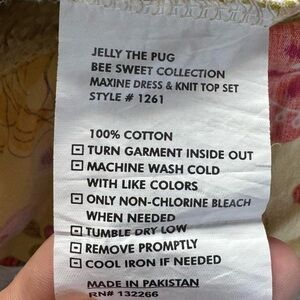 JELLY THE PUG
BEE SWEET COLLECTION
MAXINE DRESS & KNIT TOP SET
STYLE # 1261
100% COTTON
TURN GARMENT INSIDE OUT
MACHINE WASH COLD
WITH LIKE COLORS
ONLY NON-CHLORINE BLEACH
WHEN NEEDED
TUMBLE DRY LOW
REMOVE PROMPTLY
COOL IRON IF NEEDED
MADE IN PAKISTAN
RN# 132266